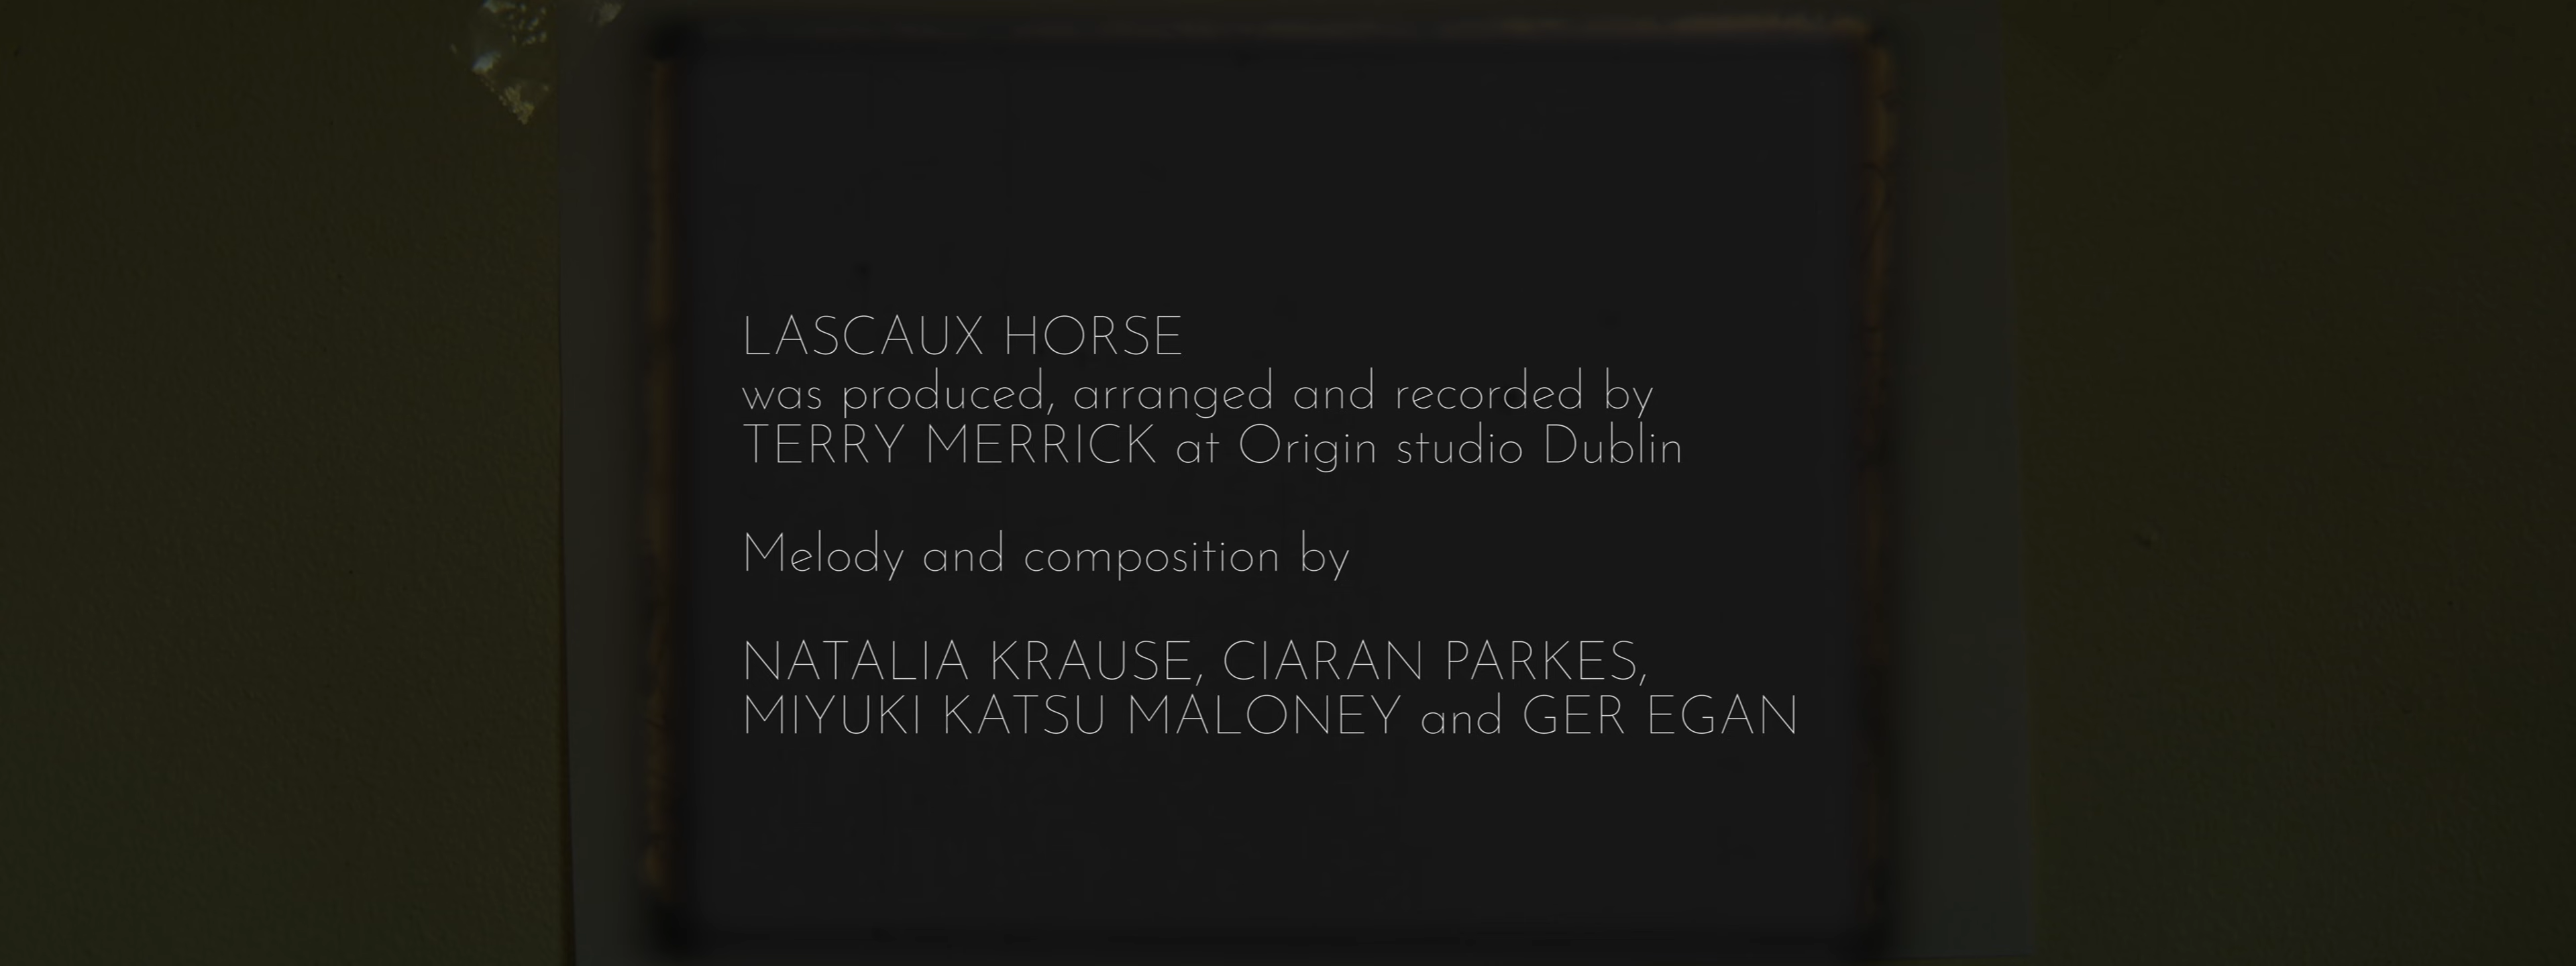 LASCAUX HORSE
was produced, arranged and recorded by
TERRY MERRICK at Origin studio Dublin
Melody and composition by
NATALIA KRAUSE, CIARAN PARKES,
MIYUKI KATSU MALONEY and GER EGAN